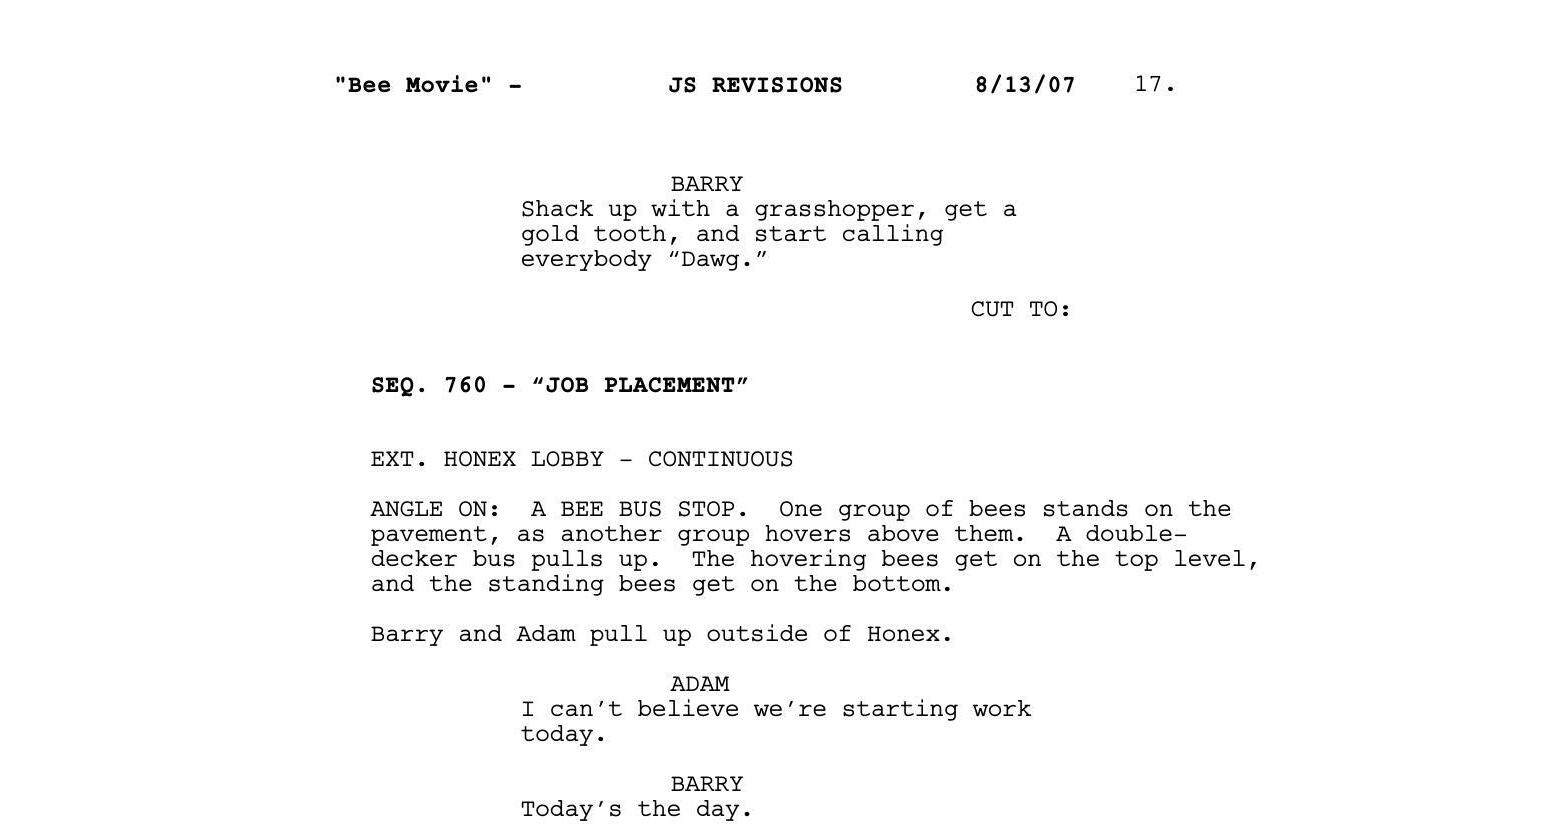 "Bee Movie" - JS REVISIONS 8/13/07 17.
BARRY
Shack up with a grasshopper, get a
gold tooth, and start calling
everybody “Dawg.”
CUT TO:
SEQ. 760 - “JOB PLACEMENT”
EXT. HONEX LOBBY - CONTINUOUS
ANGLE ON: A BEE BUS STOP. One group of bees stands on the
pavement, as another group hovers above them. A double-
decker bus pulls up. The hovering bees get on the top level,
and the standing bees get on the bottom.
Barry and Adam pull up outside of Honex.
ADAM
I can’t believe we’re starting work
today.
BARRY
Today’s the day.